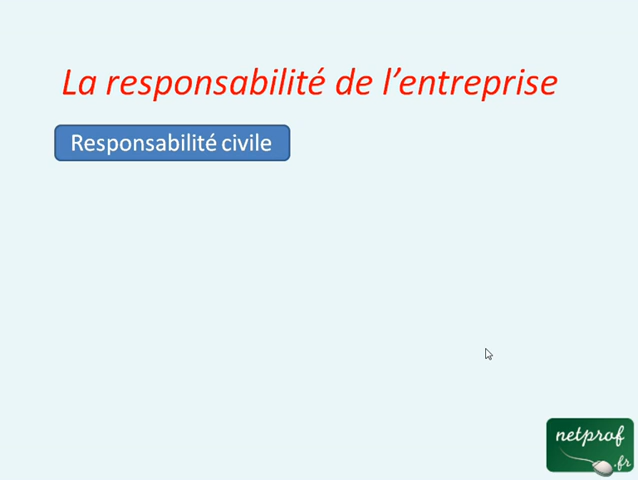 La responsabilité de l’entreprise
Responsabilité civile
netprof
.fr